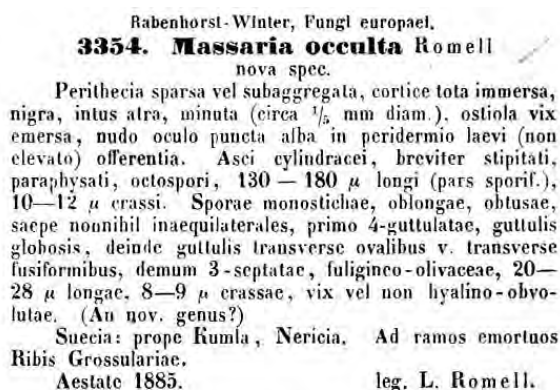 Rabenhorst-Winter, Fungi europaei.
3354. Massaria occulta Romell
nova spec.
Perithecia sparsa vel subaggregata, cortice tota immersa,
nigra, intus atra, minuta (circa 1/5 mm diam.), ostiola vix
emersa, nudo oculo puncta alba in peridermio laevi (non
elevato) offerentia. Asci cylindracei, breviter stipitati,
paraphysati, octospori, 130 — 180 μ longi (pars sporif.),
10—12 μ crassi. Sporae monostichae, oblongae, obtusae,
saepe nonnihil inaequilaterales, primo 4-guttulatae, guttulis
globosis, deinde guttulis transverse ovalibus v. transverse
fusiformibus, demum 3-septatae, fuligineo-olivaceae, 20—
28 μ longae, 8—9 μ crassae, vix vel non hyalino-obvo-
lutae. (An nov. genus?)
Suecia: prope Kumla, Nericia. Ad ramos emortuos
Ribis Grossulariae.
Aestate 1885. leg. L. Romell.